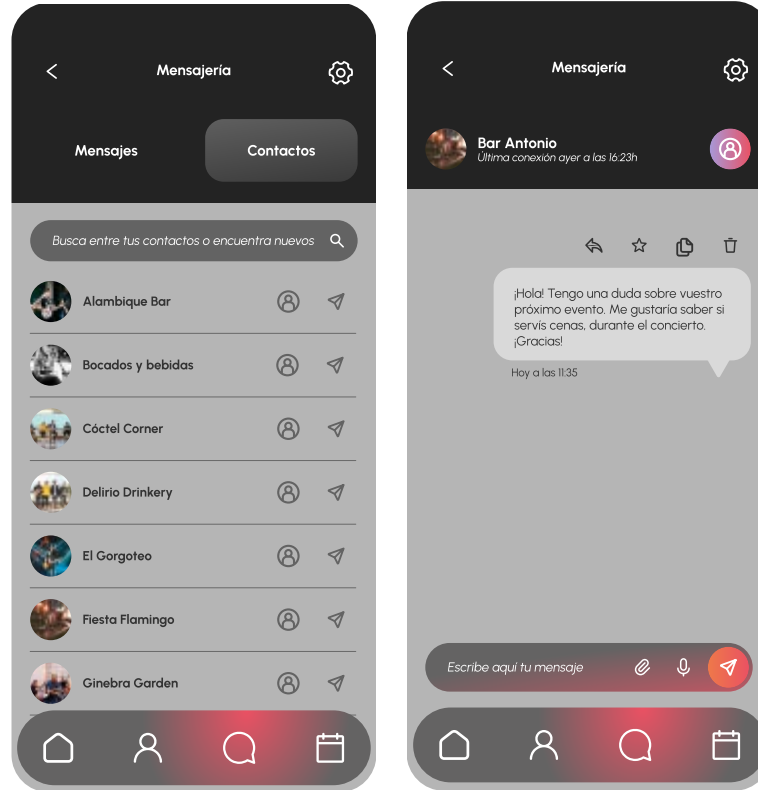 Mensajería
Mensajes
Contactos
Busca entre tus contactos o encuentra nuevos
Alambique Bar
Bocados y bebidas
Cóctel Corner
Delirio Drinkery
El Gorgoteo
Fiesta Flamingo
Ginebra Garden
Mensajería
Bar Antonio
Última conexión ayer a las 16:23h
¡Hola! Tengo una duda sobre vuestro
próximo evento. Me gustaría saber si
servís cenas, durante el concierto.
¡Gracias!
Hoy a las 11:35
Escribe aquí tu mensaje